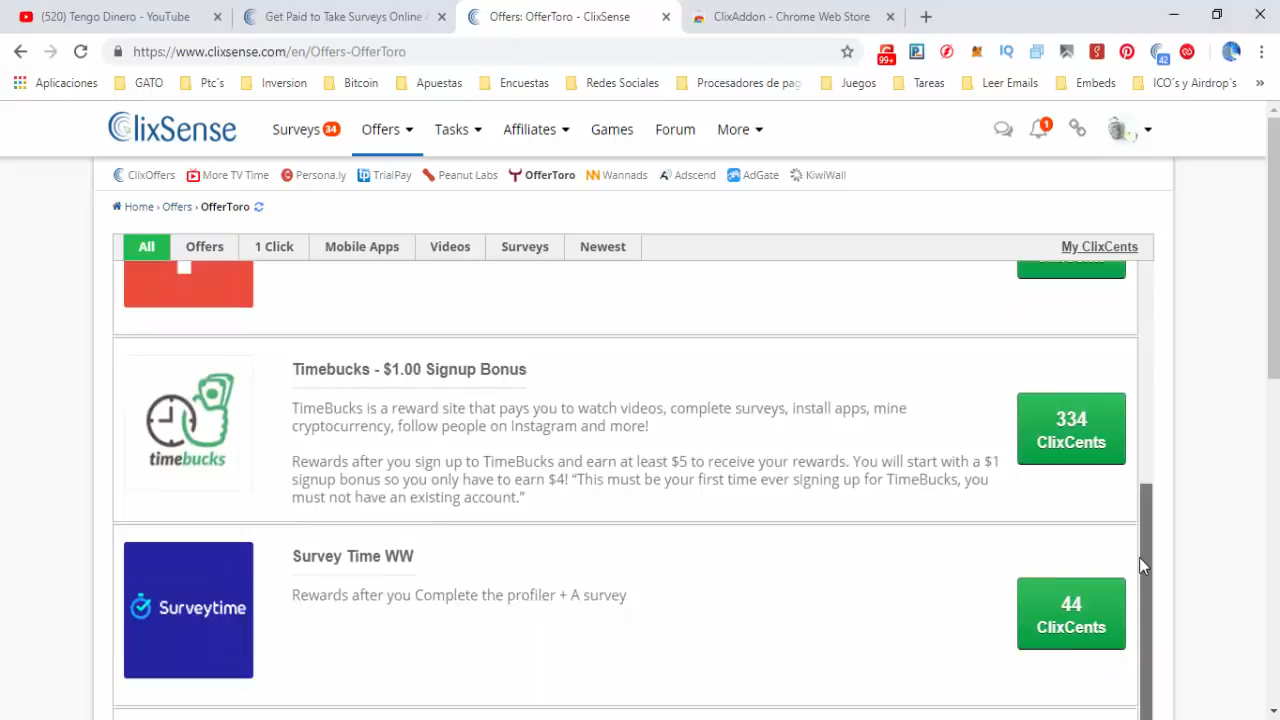 (520) Tengo Dinero - YouTube
Get Paid to Take Surveys Online
Offers: OfferToro - ClixSense
ClixAddon - Chrome Web Store
https://www.clixsense.com/en/Offers-OfferToro
99+
IQ
42
Aplicaciones
GATO
Ptc´s
Inversion
Bitcoin
Apuestas
Encuestas
Redes Sociales
Procesadores de pag
Juegos
Tareas
Leer Emails
Embeds
ICO´s y Airdrop´s
»
ClixSense
Surveys 34
Offers
Tasks
Affiliates
Games
Forum
More
1
ClixOffers
More TV Time
Persona.ly
TrialPay
Peanut Labs
OfferToro
Wannads
Adscend
AdGate
KiwiWall
Home › Offers › OfferToro
All
Offers
1 Click
Mobile Apps
Videos
Surveys
Newest
My ClixCents
Timebucks - $1.00 Signup Bonus
timebucks
TimeBucks is a reward site that pays you to watch videos, complete surveys, install apps, mine
cryptocurrency, follow people on Instagram and more!
Rewards after you sign up to TimeBucks and earn at least $5 to receive your rewards. You will start with a $1
signup bonus so you only have to earn $4! “This must be your first time ever signing up for TimeBucks, you
must not have an existing account.”
334
ClixCents
Survey Time WW
Surveytime
Rewards after you Complete the profiler + A survey
44
ClixCents